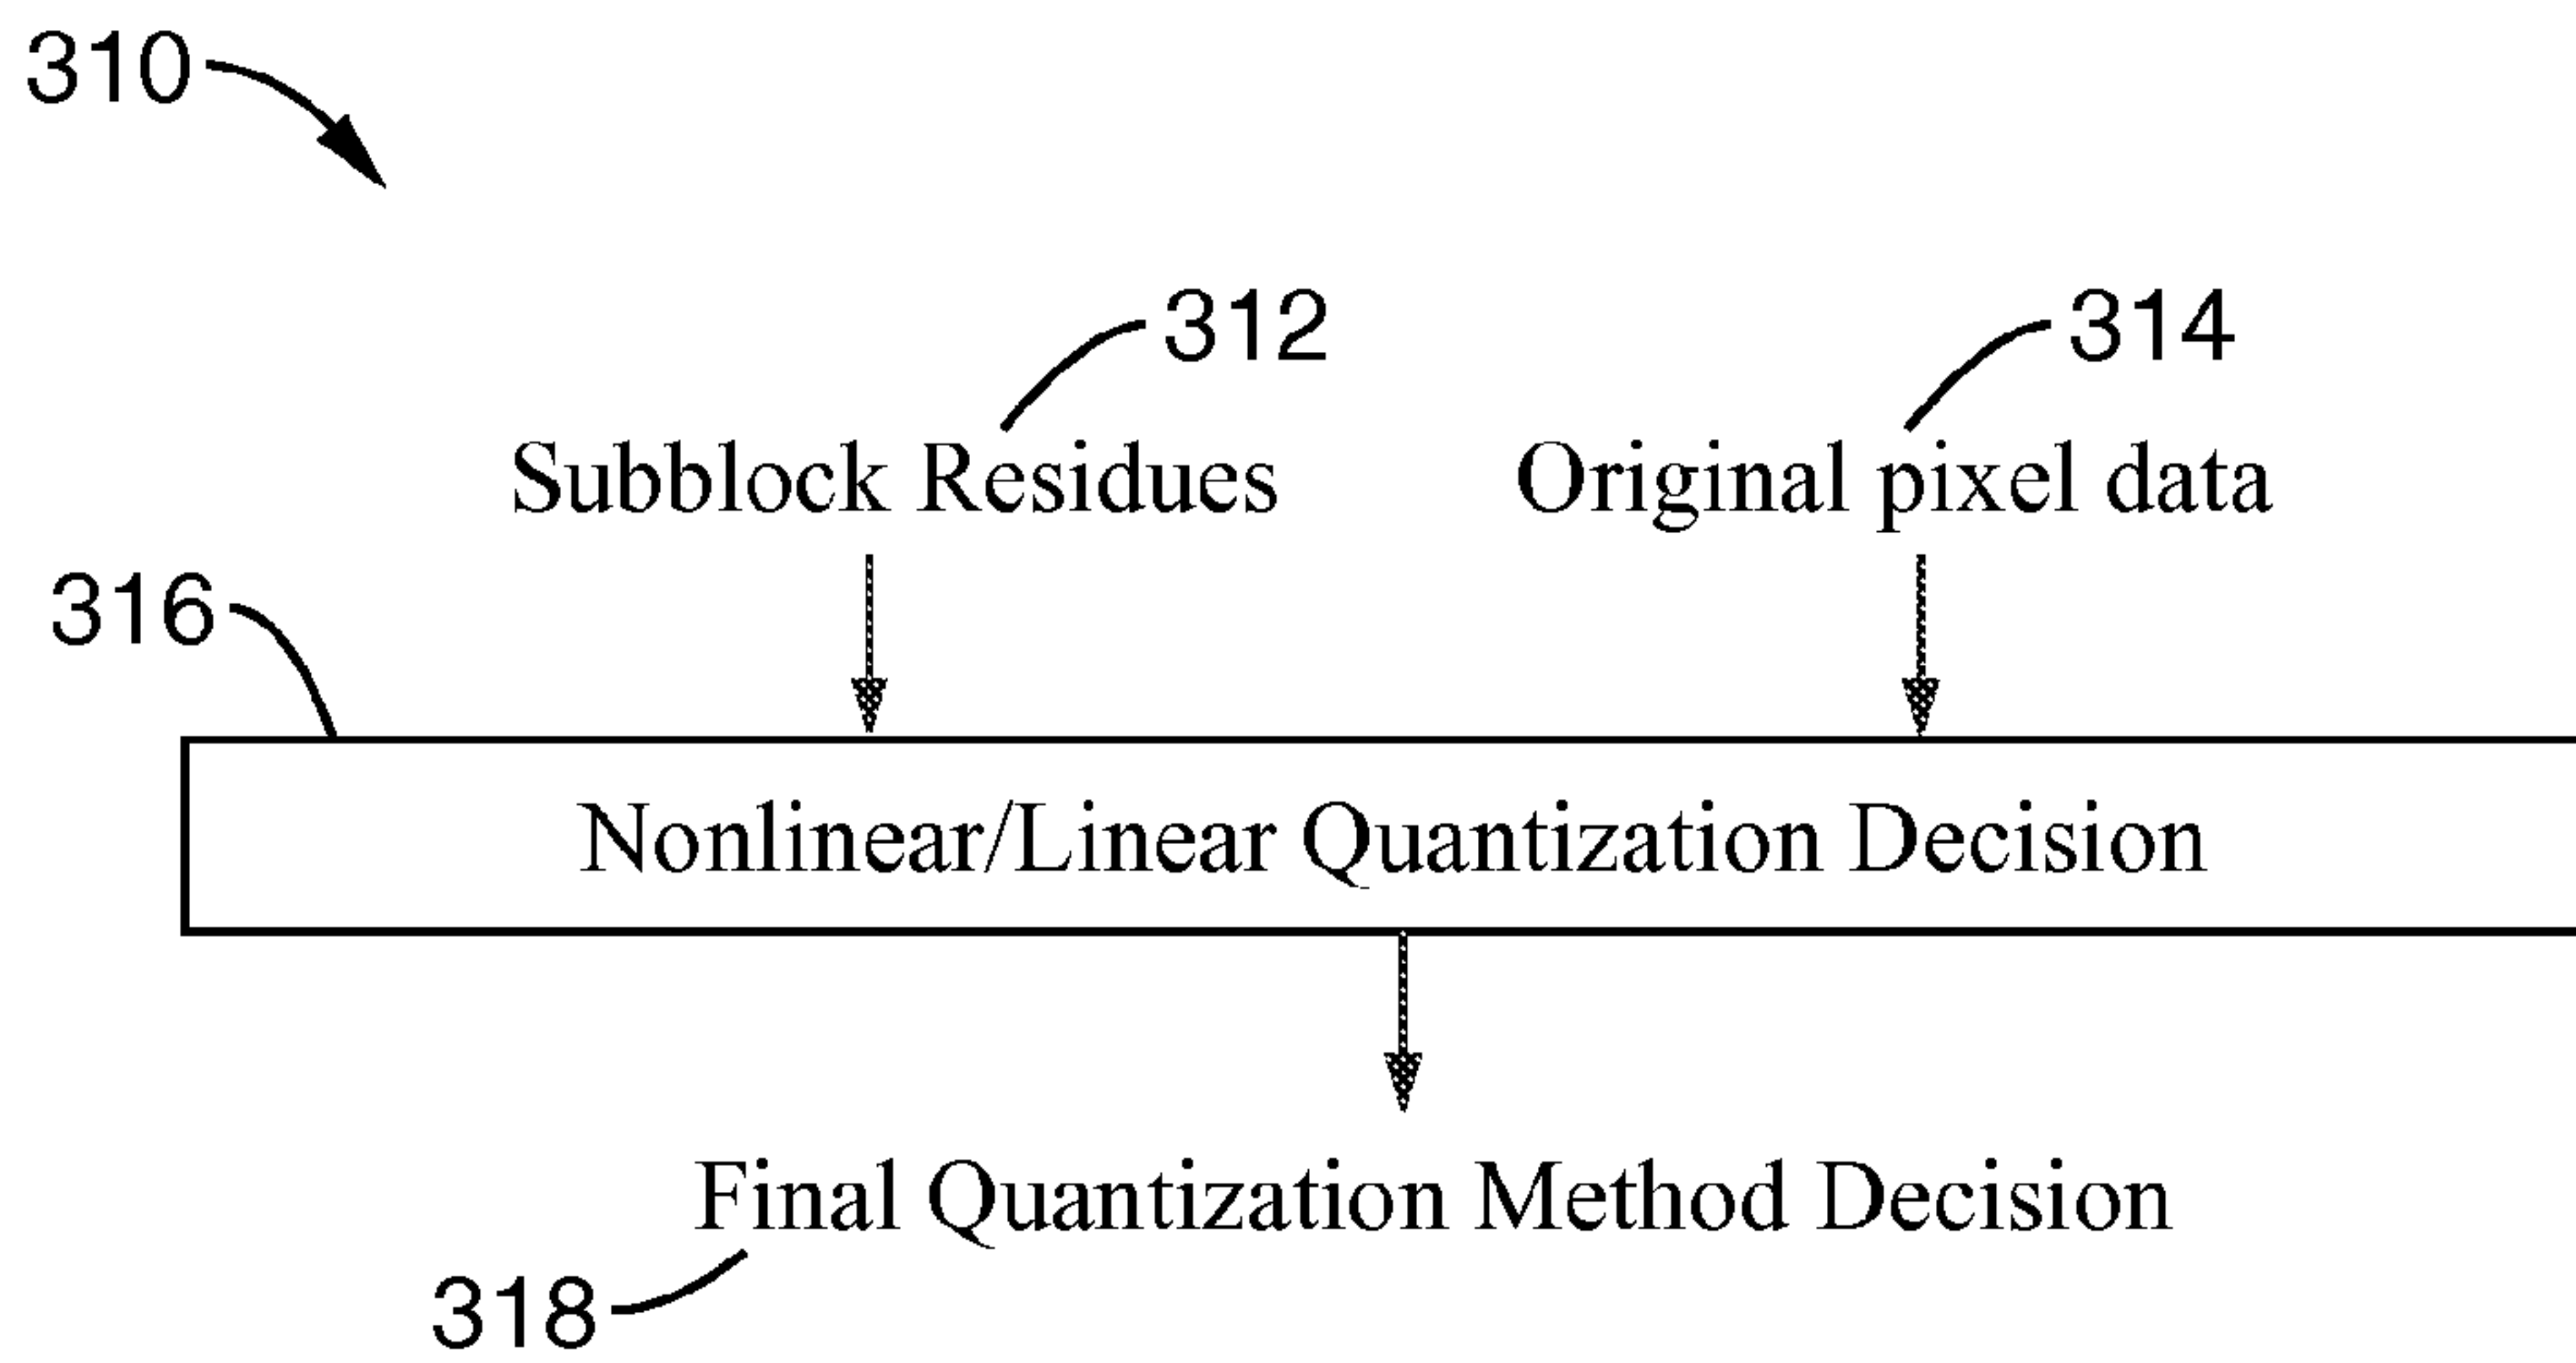 310
312
314
Subblock Residues
Original pixel data
316
Nonlinear/Linear Quantization Decision
Final Quantization Method Decision
318